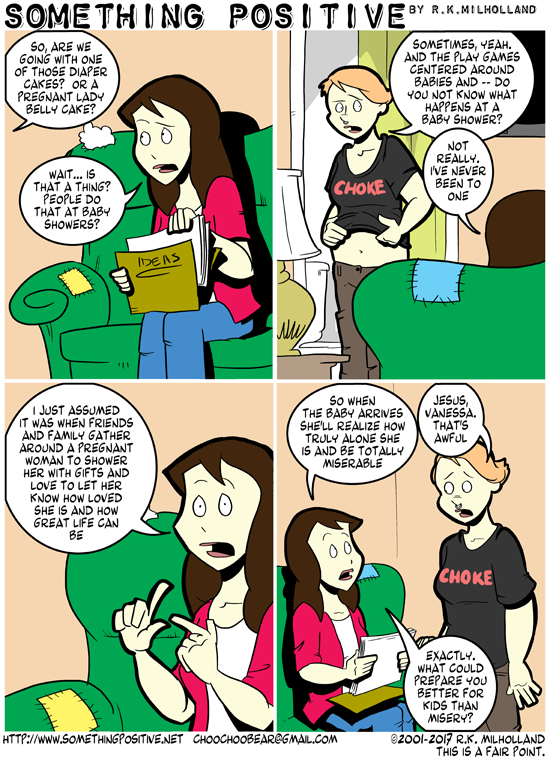 SOMETHING POSITIVE BY R.K.MILHOLLAND
SO, ARE WE
GOING WITH ONE
OF THOSE DIAPER
CAKES? OR A
PREGNANT LADY
BELLY CAKE?
WAIT... IS
THAT A THING?
PEOPLE DO
THAT AT BABY
SHOWERS?
IDEAS
SOMETIMES, YEAH.
AND THE PLAY GAMES
CENTERED AROUND
BABIES AND -- DO
YOU NOT KNOW WHAT
HAPPENS AT A
BABY SHOWER?
NOT
REALLY.
I'VE NEVER
BEEN TO
ONE
CHOKE
I JUST ASSUMED
IT WAS WHEN FRIENDS
AND FAMILY GATHER
AROUND A PREGNANT
WOMAN TO SHOWER
HER WITH GIFTS AND
LOVE TO LET HER
KNOW HOW LOVED
SHE IS AND HOW
GREAT LIFE CAN
BE
SO WHEN
THE BABY ARRIVES
SHE'LL REALIZE HOW
TRULY ALONE SHE
IS AND BE TOTALLY
MISERABLE
JESUS,
VANESSA.
THAT'S
AWFUL
CHOKE
EXACTLY.
WHAT COULD
PREPARE YOU
BETTER FOR
KIDS THAN
MISERY?
HTTP://WWW.SOMETHINGPOSITIVE.NET CHOOCHOOBEAR@GMAIL.COM ©2001-2017 R.K. MILHOLLAND
THIS IS A FAIR POINT.